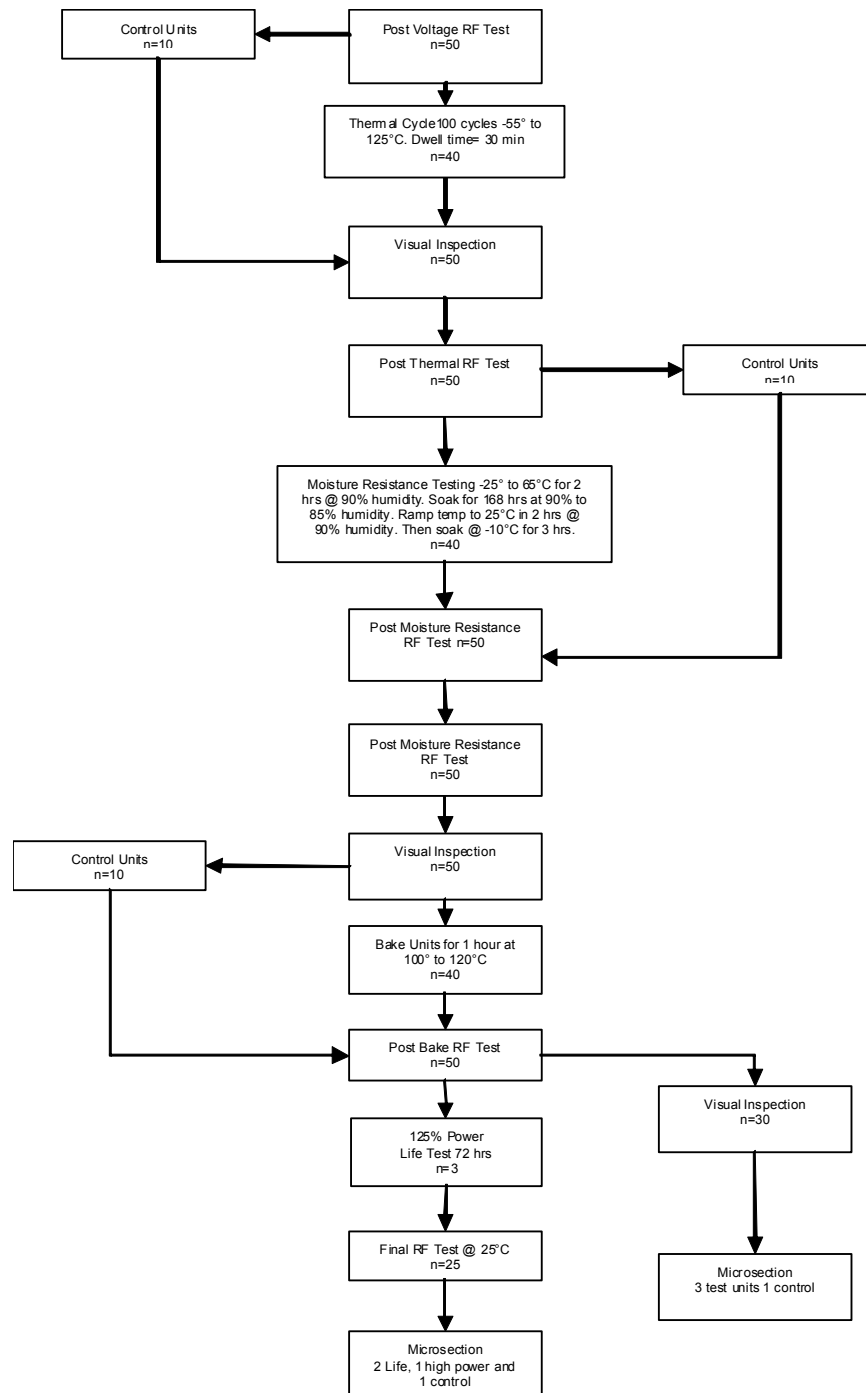 Control Units
n=10
Post Voltage RF Test
n=50
Thermal Cycle100 cycles -55° to
125°C. Dwell time= 30 min
n=40
Visual Inspection
n=50
Post Thermal RF Test
n=50
Control Units
n=10
Moisture Resistance Testing -25° to 65°C for 2
hrs @ 90% humidity. Soak for 168 hrs at 90% to
85% humidity. Ramp temp to 25°C in 2 hrs @
90% humidity. Then soak @ -10°C for 3 hrs.
n=40
Post Moisture Resistance
RF Test n=50
Post Moisture Resistance
RF Test
n=50
Control Units
n=10
Visual Inspection
n=50
Bake Units for 1 hour at
100° to 120°C
n=40
Post Bake RF Test
n=50
Visual Inspection
n=30
125% Power
Life Test 72 hrs
n=3
Final RF Test @ 25°C
n=25
Microsection
3 test units 1 control
Microsection
2 Life, 1 high power and
1 control